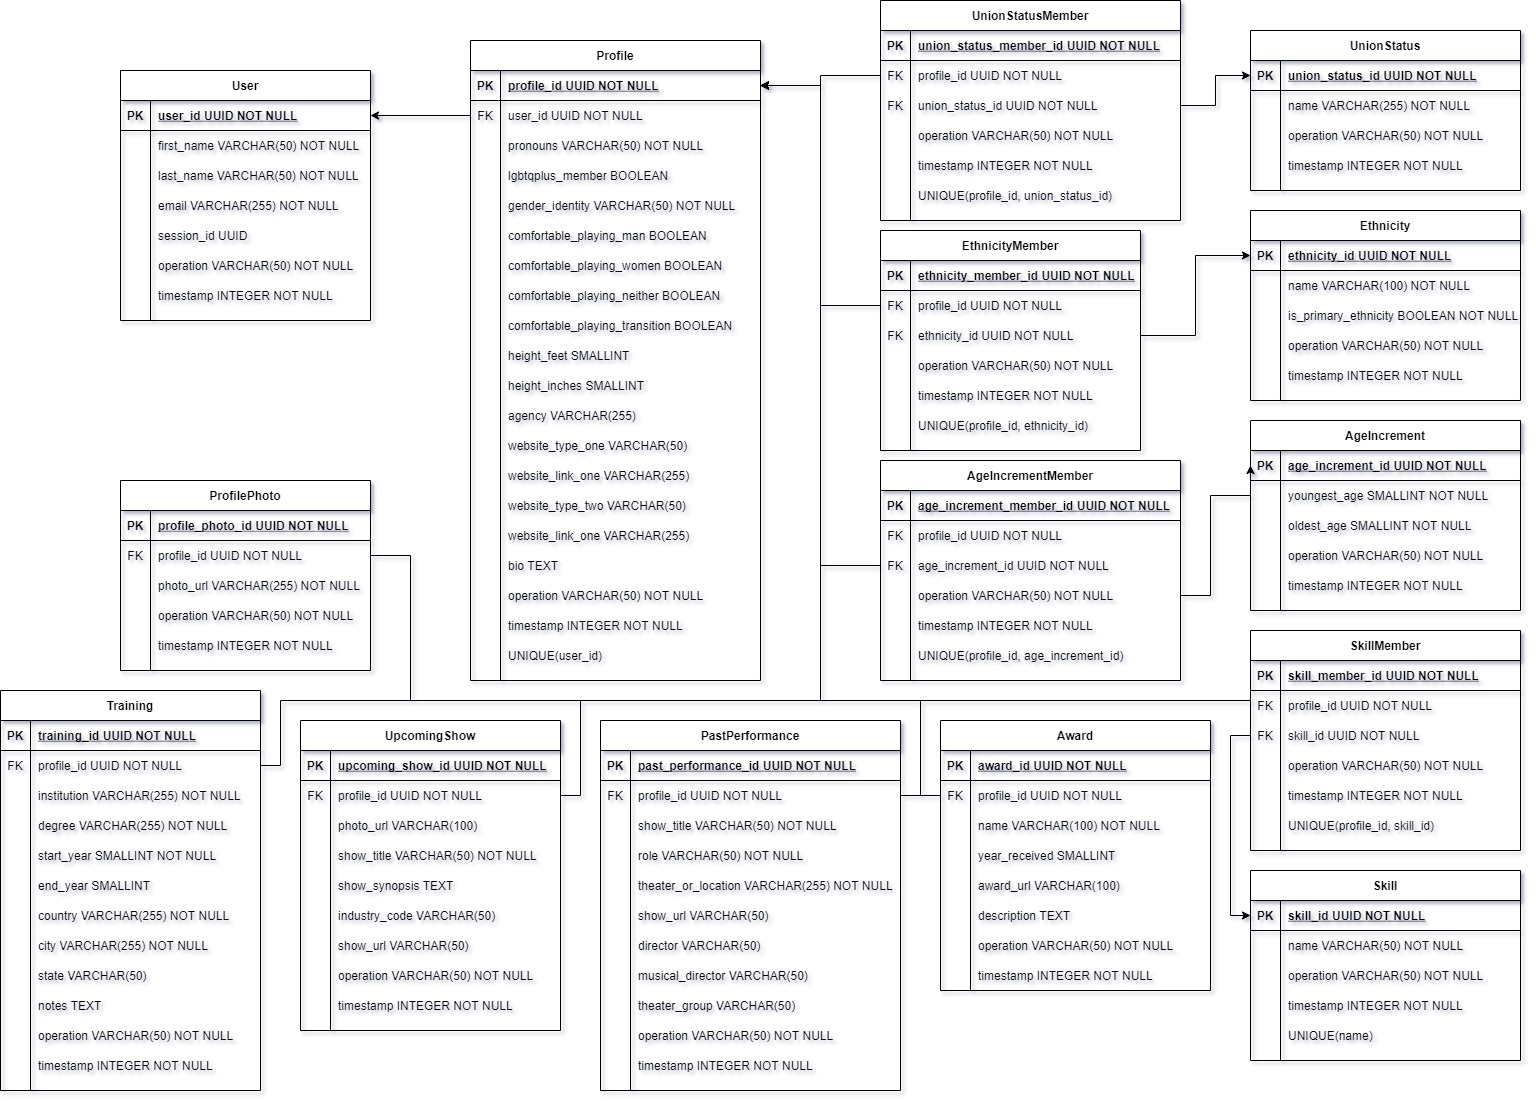 User
PK user_id UUID NOT NULL
first_name VARCHAR(50) NOT NULL
last_name VARCHAR(50) NOT NULL
email VARCHAR(255) NOT NULL
session_id UUID
operation VARCHAR(50) NOT NULL
timestamp INTEGER NOT NULL
Profile
PK profile_id UUID NOT NULL
FK user_id UUID NOT NULL
pronouns VARCHAR(50) NOT NULL
lgbtqplus_member BOOLEAN
gender_identity VARCHAR(50) NOT NULL
comfortable_playing_man BOOLEAN
comfortable_playing_women BOOLEAN
comfortable_playing_neither BOOLEAN
comfortable_playing_transition BOOLEAN
height_feet SMALLINT
height_inches SMALLINT
agency VARCHAR(255)
website_type_one VARCHAR(50)
website_link_one VARCHAR(255)
website_type_two VARCHAR(50)
website_link_one VARCHAR(255)
bio TEXT
operation VARCHAR(50) NOT NULL
timestamp INTEGER NOT NULL
UNIQUE(user_id)
UnionStatusMember
PK union_status_member_id UUID NOT NULL
FK profile_id UUID NOT NULL
FK union_status_id UUID NOT NULL
operation VARCHAR(50) NOT NULL
timestamp INTEGER NOT NULL
UNIQUE(profile_id, union_status_id)
UnionStatus
PK union_status_id UUID NOT NULL
name VARCHAR(255) NOT NULL
operation VARCHAR(50) NOT NULL
timestamp INTEGER NOT NULL
EthnicityMember
PK ethnicity_member_id UUID NOT NULL
FK profile_id UUID NOT NULL
FK ethnicity_id UUID NOT NULL
operation VARCHAR(50) NOT NULL
timestamp INTEGER NOT NULL
UNIQUE(profile_id, ethnicity_id)
Ethnicity
PK ethnicity_id UUID NOT NULL
name VARCHAR(100) NOT NULL
is_primary_ethnicity BOOLEAN NOT NULL
operation VARCHAR(50) NOT NULL
timestamp INTEGER NOT NULL
AgeIncrementMember
PK age_increment_member_id UUID NOT NULL
FK profile_id UUID NOT NULL
FK age_increment_id UUID NOT NULL
operation VARCHAR(50) NOT NULL
timestamp INTEGER NOT NULL
UNIQUE(profile_id, age_increment_id)
AgeIncrement
PK age_increment_id UUID NOT NULL
youngest_age SMALLINT NOT NULL
oldest_age SMALLINT NOT NULL
operation VARCHAR(50) NOT NULL
timestamp INTEGER NOT NULL
ProfilePhoto
PK profile_photo_id UUID NOT NULL
FK profile_id UUID NOT NULL
photo_url VARCHAR(255) NOT NULL
operation VARCHAR(50) NOT NULL
timestamp INTEGER NOT NULL
SkillMember
PK skill_member_id UUID NOT NULL
FK profile_id UUID NOT NULL
FK skill_id UUID NOT NULL
operation VARCHAR(50) NOT NULL
timestamp INTEGER NOT NULL
UNIQUE(profile_id, skill_id)
Training
PK training_id UUID NOT NULL
FK profile_id UUID NOT NULL
institution VARCHAR(255) NOT NULL
degree VARCHAR(255) NOT NULL
start_year SMALLINT NOT NULL
end_year SMALLINT
country VARCHAR(255) NOT NULL
city VARCHAR(255) NOT NULL
state VARCHAR(50)
notes TEXT
operation VARCHAR(50) NOT NULL
timestamp INTEGER NOT NULL
UpcomingShow
PK upcoming_show_id UUID NOT NULL
FK profile_id UUID NOT NULL
photo_url VARCHAR(100)
show_title VARCHAR(50) NOT NULL
show_synopsis TEXT
industry_code VARCHAR(50)
show_url VARCHAR(50)
operation VARCHAR(50) NOT NULL
timestamp INTEGER NOT NULL
PastPerformance
PK past_performance_id UUID NOT NULL
FK profile_id UUID NOT NULL
show_title VARCHAR(50) NOT NULL
role VARCHAR(50) NOT NULL
theater_or_location VARCHAR(255) NOT NULL
show_url VARCHAR(50)
director VARCHAR(50)
musical_director VARCHAR(50)
theater_group VARCHAR(50)
operation VARCHAR(50) NOT NULL
timestamp INTEGER NOT NULL
Award
PK award_id UUID NOT NULL
FK profile_id UUID NOT NULL
name VARCHAR(100) NOT NULL
year_received SMALLINT
award_url VARCHAR(100)
description TEXT
operation VARCHAR(50) NOT NULL
timestamp INTEGER NOT NULL
Skill
PK skill_id UUID NOT NULL
name VARCHAR(50) NOT NULL
operation VARCHAR(50) NOT NULL
timestamp INTEGER NOT NULL
UNIQUE(name)